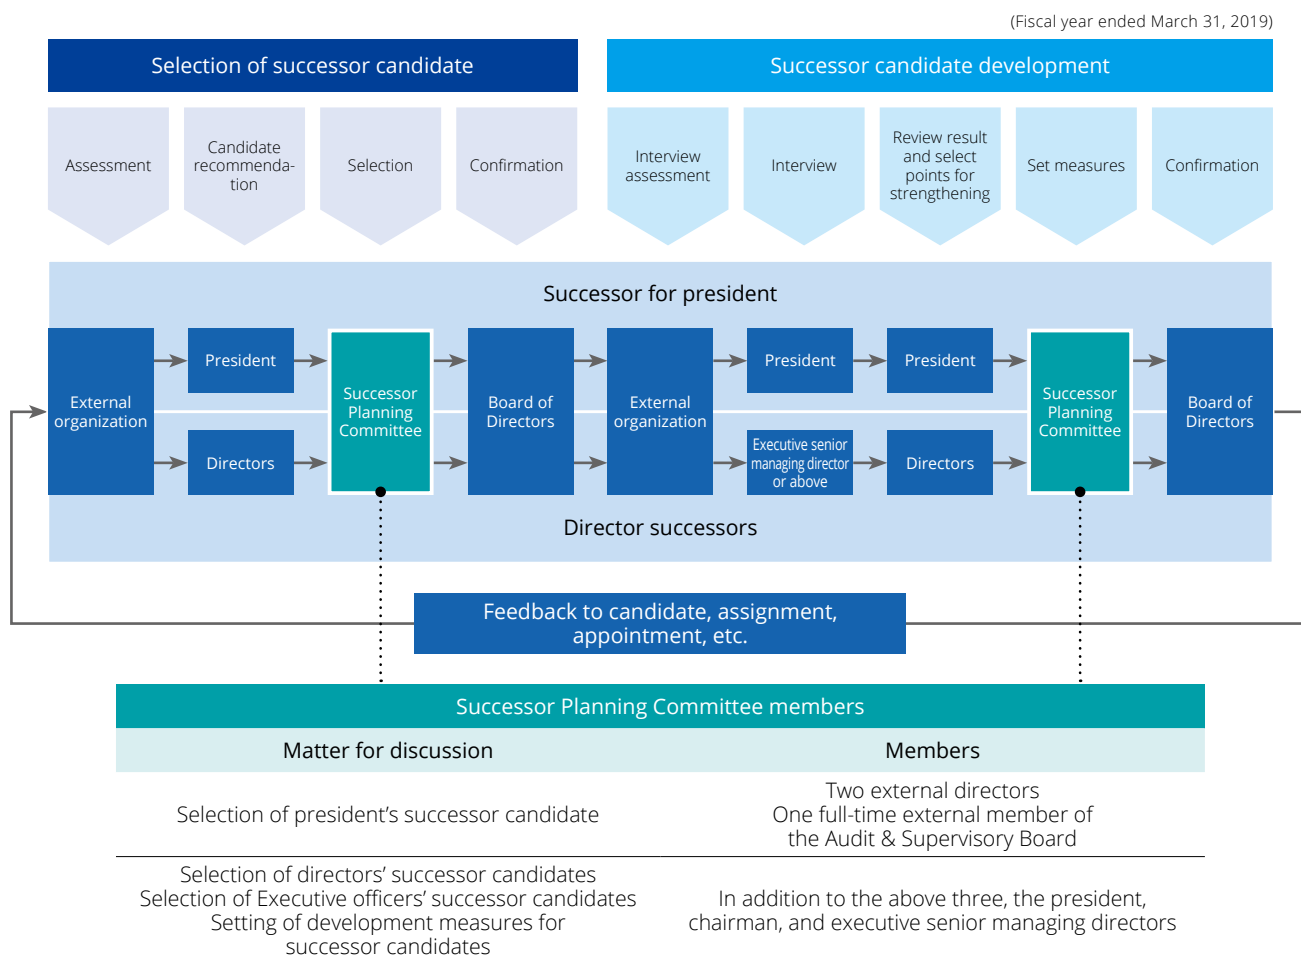 (Fiscal year ended March 31, 2019)
Selection of successor candidate
Successor candidate development
Assessment
Candidate
recommenda-
tion
Selection
Confirmation
Interview
assessment
Interview
Review result
and select
points for
strengthening
Set measures
Confirmation
Successor for president
External
organization
President
Directors
Successor
Planning
Committee
Board of
Directors
External
organization
President
Executive senior
managing director
or above
President
Directors
Successor
Planning
Committee
Board of
Directors
Director successors
Feedback to candidate, assignment,
appointment, etc.
Successor Planning Committee members
Matter for discussion
Members
Selection of president’s successor candidate
Two external directors
One full-time external member of
the Audit & Supervisory Board
Selection of directors’ successor candidates
Selection of Executive officers’ successor candidates
Setting of development measures for
successor candidates
In addition to the above three, the president,
chairman, and executive senior managing directors